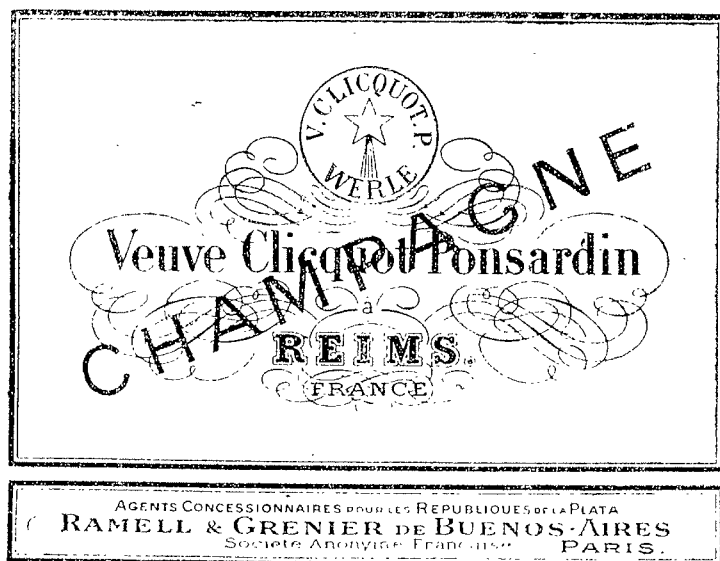 V. CLICQUOT. P.
WERLE
CHAMPAGNE
Veuve Clicquot Ponsardin
à
REIMS.
FRANCE
AGENTS CONCESSIONNAIRES POUR LES REPUBLIQUES DE LA PLATA
RAMELL & GRENIER DE BUENOS-AIRES
Société Anonyme Française PARIS.